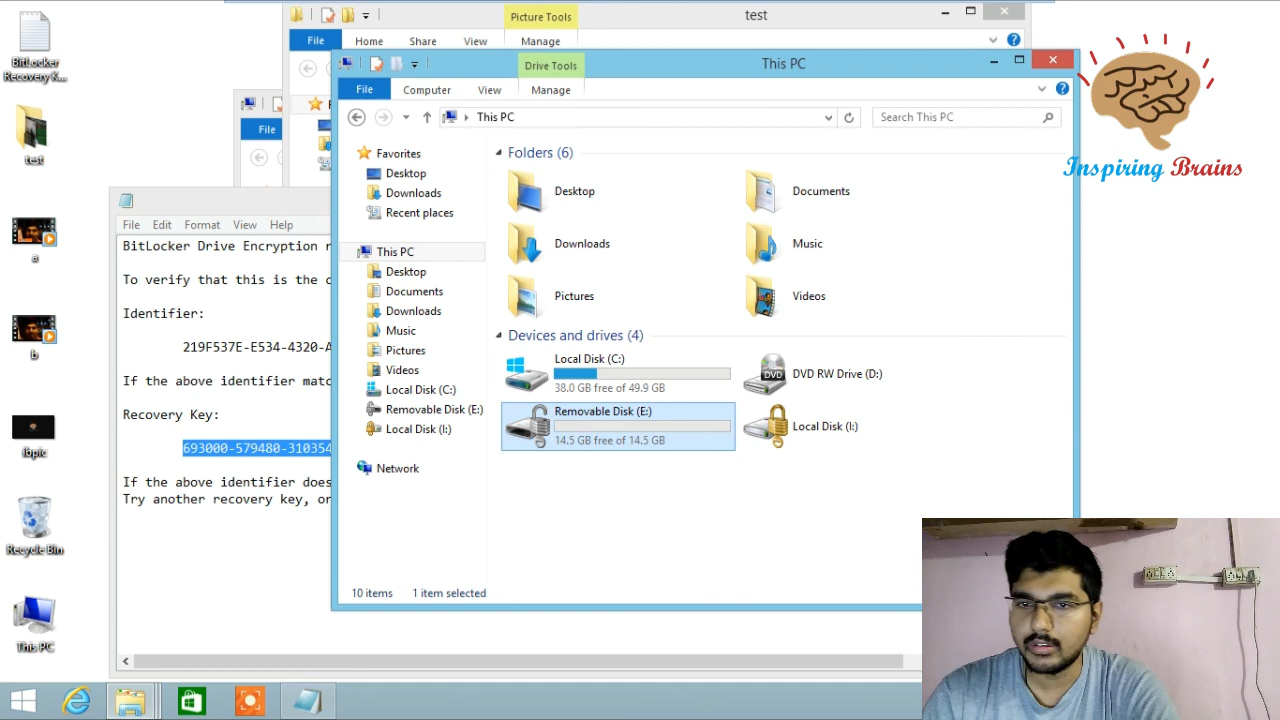 BitLocker
Recovery K...
test
a
b
ibpic
Recycle Bin
This PC
Picture Tools
test
File
Home
Share
View
Manage
File
Drive Tools
This PC
File
Computer
View
Manage
This PC
Search This PC
Favorites
Desktop
Downloads
Recent places
This PC
Desktop
Documents
Downloads
Music
Pictures
Videos
Local Disk (C:)
Removable Disk (E:)
Local Disk (I:)
Network
Folders (6)
Desktop
Documents
Downloads
Music
Pictures
Videos
Devices and drives (4)
Local Disk (C:)
38.0 GB free of 49.9 GB
DVD RW Drive (D:)
DVD
Removable Disk (E:)
14.5 GB free of 14.5 GB
Local Disk (I:)
10 items
1 item selected
File
Edit
Format
View
Help
BitLocker Drive Encryption r
To verify that this is the c
Identifier:
219F537E-E534-4320-A
If the above identifier matc
Recovery Key:
693000-579480-310354
If the above identifier does
Try another recovery key, or
Inspiring Brains